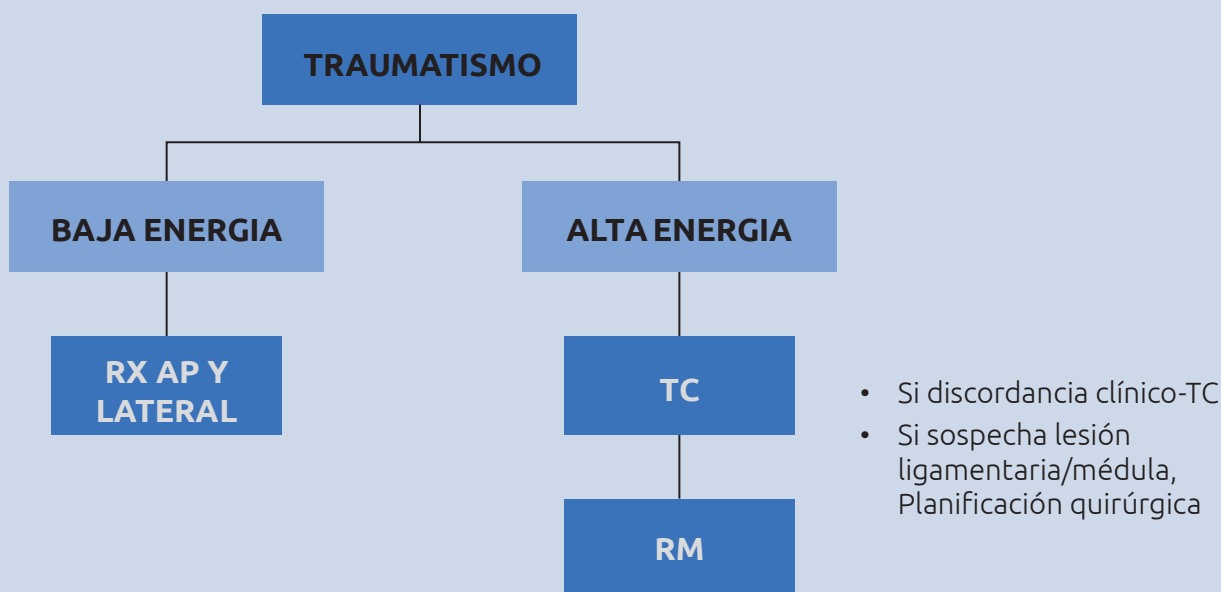 TRAUMATISMO
BAJA ENERGIA
ALTA ENERGIA
RX AP Y
LATERAL
TC
• Si discordancia clínico-TC
• Si sospecha lesión
ligamentaria/médula,
Planificación quirúrgica
RM